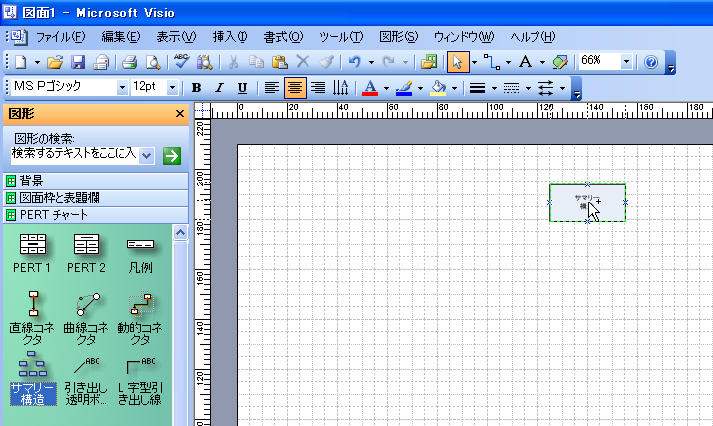 図面1 - Microsoft Visio
ファイル(F) 編集(E) 表示(V) 挿入(I) 書式(O) ツール(T) 図形(S) ウィンドウ(W) ヘルプ(H)
ABC A 66%
MS Pゴシック 12pt B I U A
図形
0 20 40 60 80 100 120 140 160 180
図形の検索:
検索するテキストをここに入
背景
図面枠と表題欄
PERT チャート
PERT 1 PERT 2 凡例
直線コネクタ
曲線コネクタ
動的コネクタ
ABC ABC
サマリー
構造
引き出し
透明ボ...
L 字型引
き出し線
220
200
180
160
140
120
サマリー
構